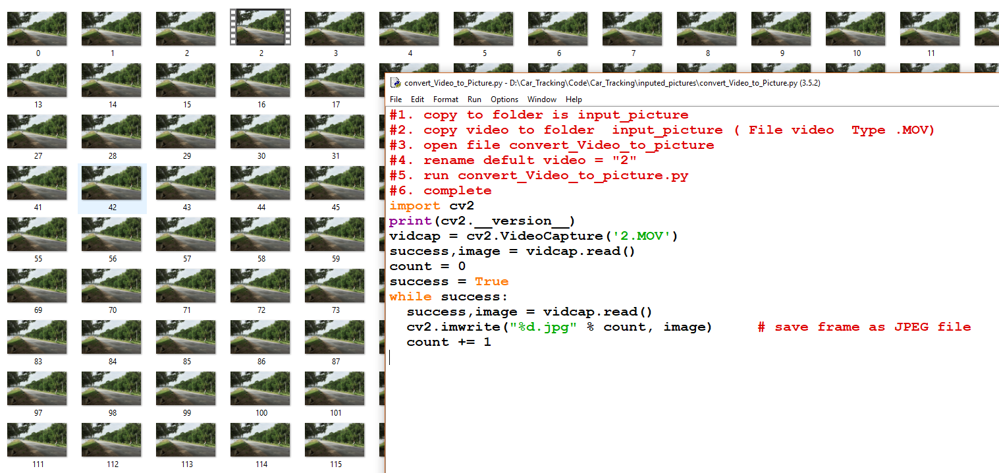 0 1 2 2 3 4 5 6 7 8 9 10 11
13 14 15 16 17
27 28 29 30 31
41 42 43 44 45
55 56 57 58 59
69 70 71 72 73
83 84 85 86 87
97 98 99 100 101
111 112 113 114 115
convert_Video_to_Picture.py - D:\Car_Tracking\Code\Car_Tracking\inputed_pictures\convert_Video_to_Picture.py (3.5.2)
File Edit Format Run Options Window Help
#1. copy to folder is input_picture
#2. copy video to folder  input_picture ( File video  Type .MOV)
#3. open file convert_Video_to_picture
#4. rename defult video = "2"
#5. run convert_Video_to_picture.py
#6. complete
import cv2
print(cv2.__version__)
vidcap = cv2.VideoCapture('2.MOV')
success,image = vidcap.read()
count = 0
success = True
while success:
  success,image = vidcap.read()
  cv2.imwrite("%d.jpg" % count, image)     # save frame as JPEG file
  count += 1